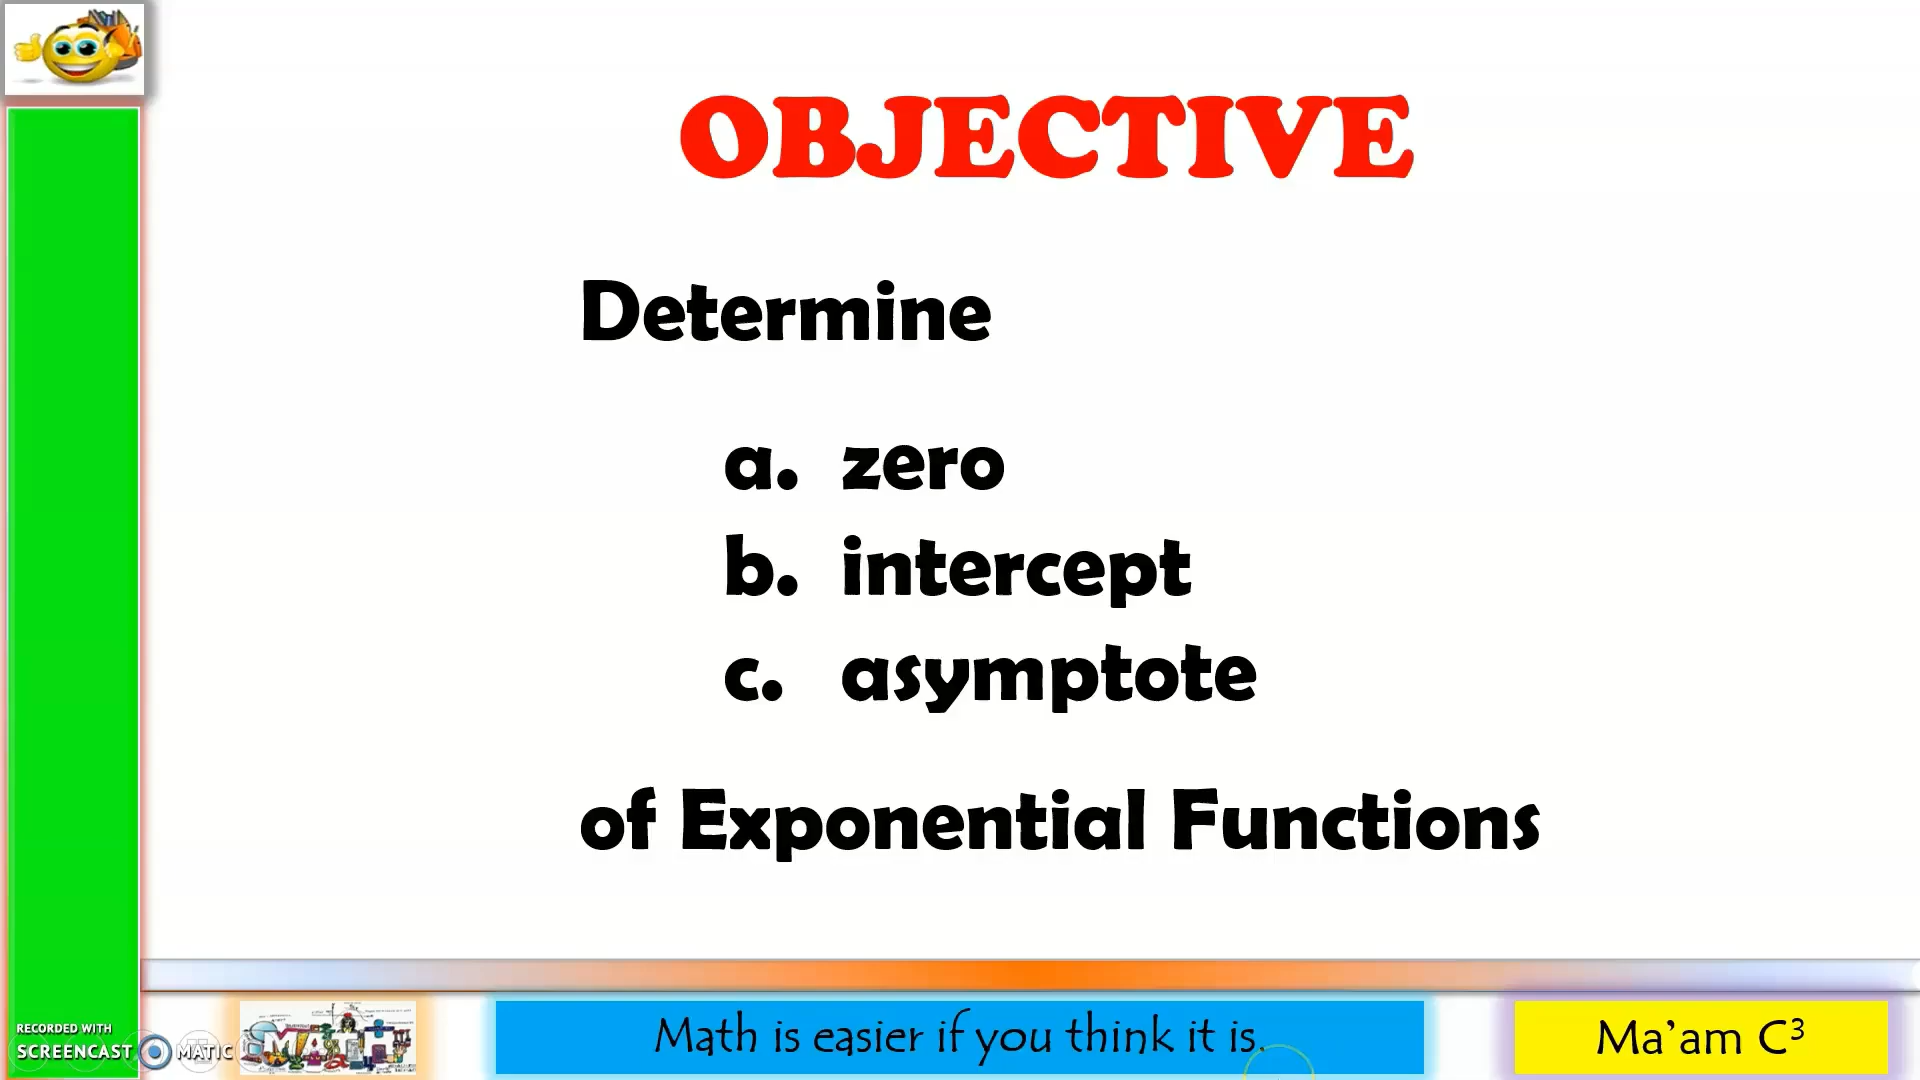 OBJECTIVE
Determine
a. zero
b. intercept
c. asymptote
of Exponential Functions
RECORDED WITH
SCREENCAST MATIC
MATH
Math is easier if you think it is.
Ma'am C³